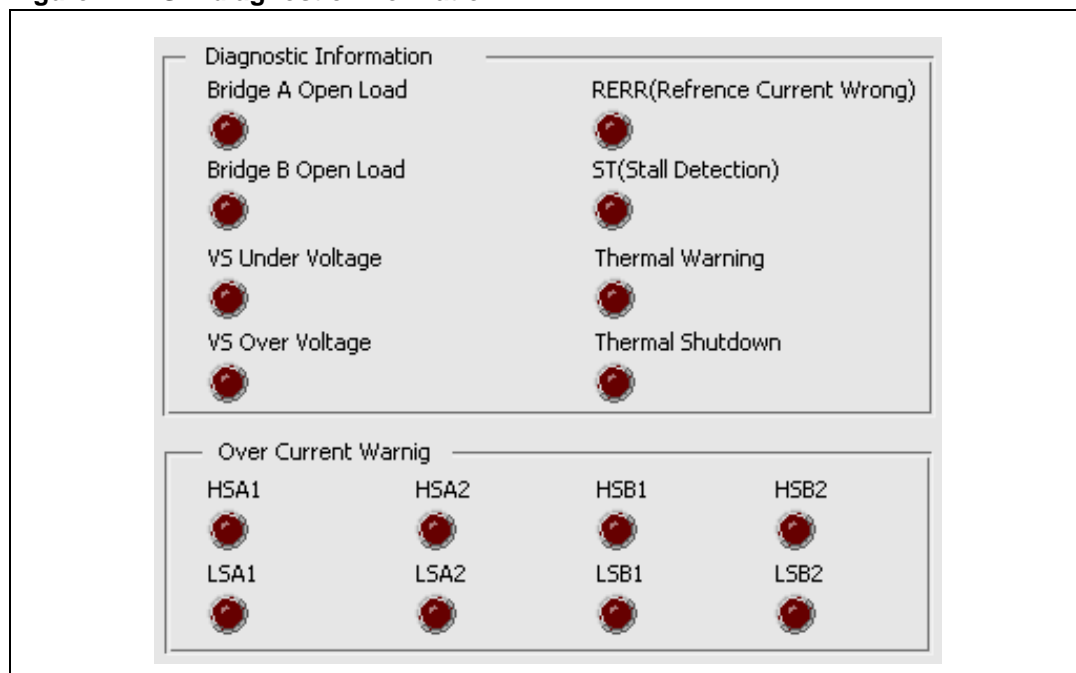 Diagnostic Information
Bridge A Open Load
RERR(Refrence Current Wrong)
Bridge B Open Load
ST(Stall Detection)
VS Under Voltage
Thermal Warning
VS Over Voltage
Thermal Shutdown
Over Current Warnig
HSA1 HSA2 HSB1 HSB2
LSA1 LSA2 LSB1 LSB2